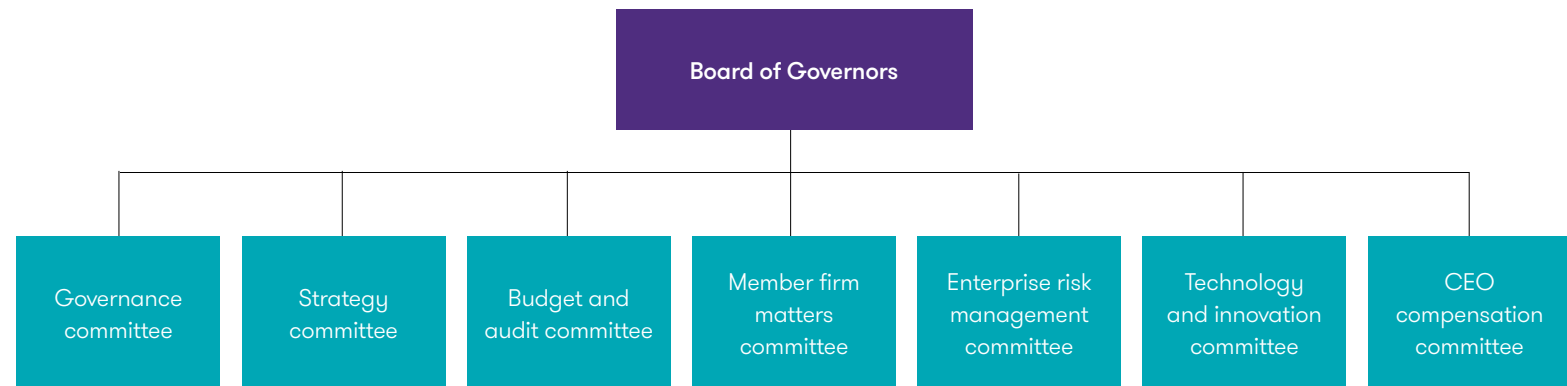 Board of Governors
Governance
committee
Strategy
committee
Budget and
audit committee
Member firm
matters
committee
Enterprise risk
management
committee
Technology
and innovation
committee
CEO
compensation
committee